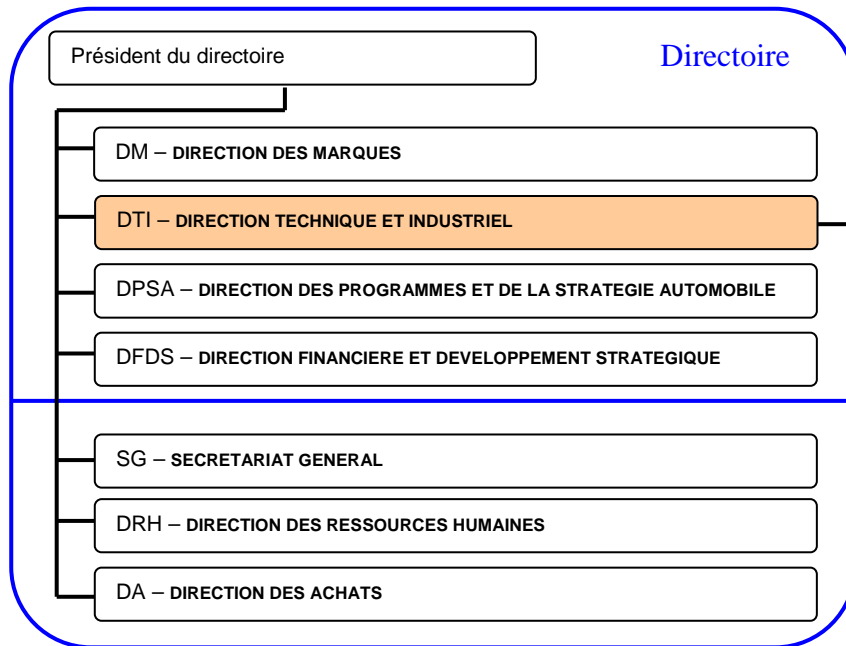 Président du directoire
Directoire
DM – DIRECTION DES MARQUES
DTI – DIRECTION TECHNIQUE ET INDUSTRIEL
DPSA – DIRECTION DES PROGRAMMES ET DE LA STRATEGIE AUTOMOBILE
DFDS – DIRECTION FINANCIERE ET DEVELOPPEMENT STRATEGIQUE
SG – SECRETARIAT GENERAL
DRH – DIRECTION DES RESSOURCES HUMAINES
DA – DIRECTION DES ACHATS